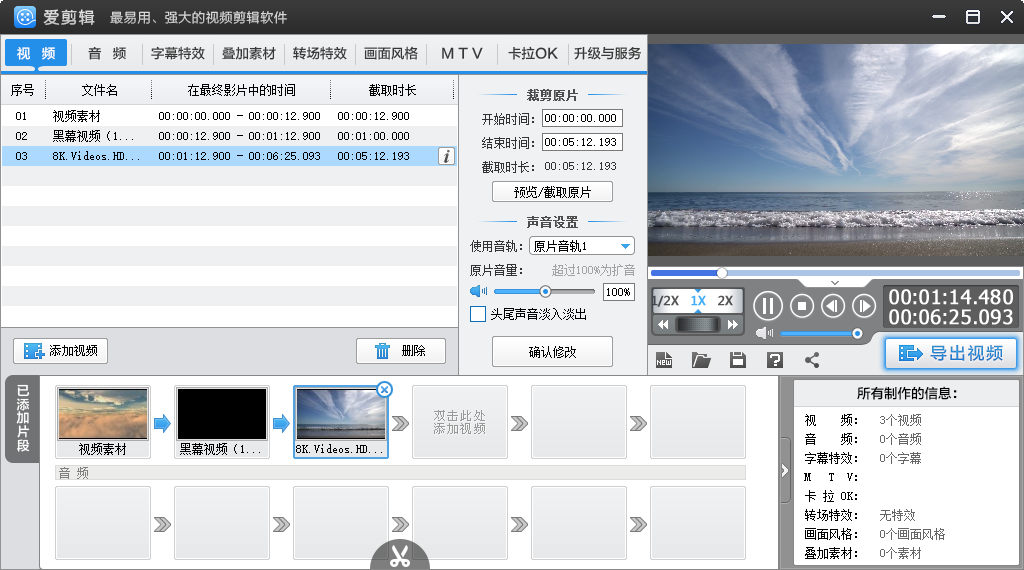 爱剪辑 最易用、强大的视频剪辑软件
视 频 音 频 字幕特效 叠加素材 转场特效 画面风格 MTV 卡拉OK 升级与服务
序号 文件名 在最终影片中的时间 截取时长
01 视频素材 00:00:00.000 - 00:00:12.900 00:00:12.900
02 黑幕视频（1... 00:00:12.900 - 00:01:12.900 00:01:00.000
03 8K.Videos.HD... 00:01:12.900 - 00:06:25.093 00:05:12.193
裁剪原片
开始时间： 00:00:00.000
结束时间： 00:05:12.193
截取时长： 00:05:12.193
预览/截取原片
声音设置
使用音轨： 原片音轨1
原片音量： 超过100%为扩音
100%
头尾声音淡入淡出
确认修改
添加视频 删除
1/2X 1X 2X
00:01:14.480
00:06:25.093
NEW
导出视频
已添加片段
视频素材
黑幕视频（1...
8K.Videos.HD...
双击此处
添加视频
音 频
所有制作的信息：
视 频： 3个视频
音 频： 0个音频
字幕特效： 0个字幕
M T V：
卡 拉 OK：
转场特效： 无特效
画面风格： 0个画面风格
叠加素材： 0个素材